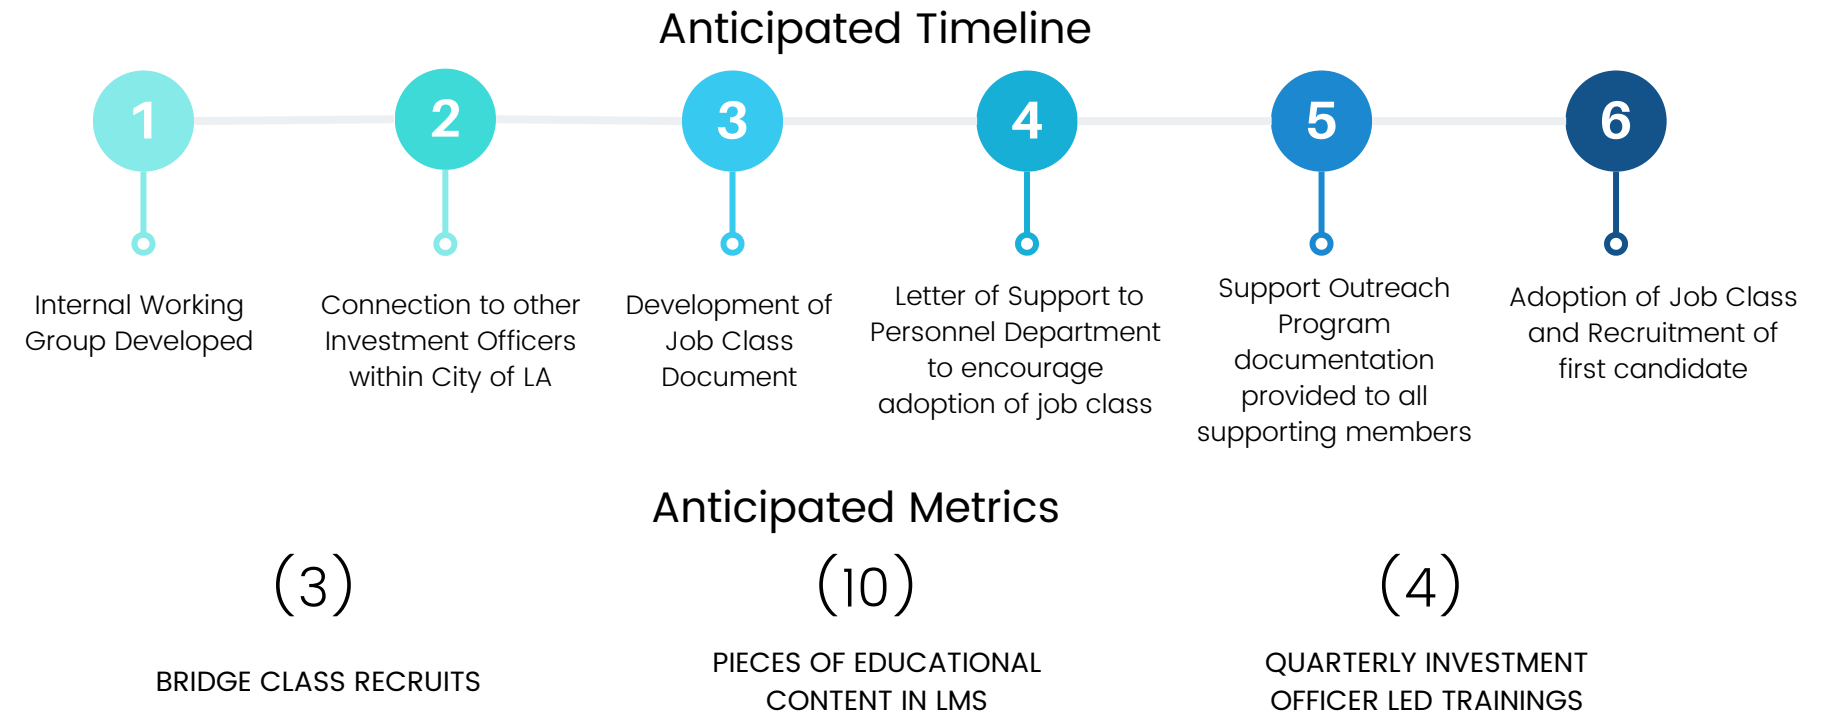 Anticipated Timeline
1
2
3
4
5
6
Internal Working
Group Developed
Connection to other
Investment Officers
within City of LA
Development of
Job Class
Document
Letter of Support to
Personnel Department
to encourage
adoption of job class
Support Outreach
Program
documentation
provided to all
supporting members
Adoption of Job Class
and Recruitment of
first candidate
Anticipated Metrics
(3)
BRIDGE CLASS RECRUITS
(10)
PIECES OF EDUCATIONAL
CONTENT IN LMS
(4)
QUARTERLY INVESTMENT
OFFICER LED TRAININGS